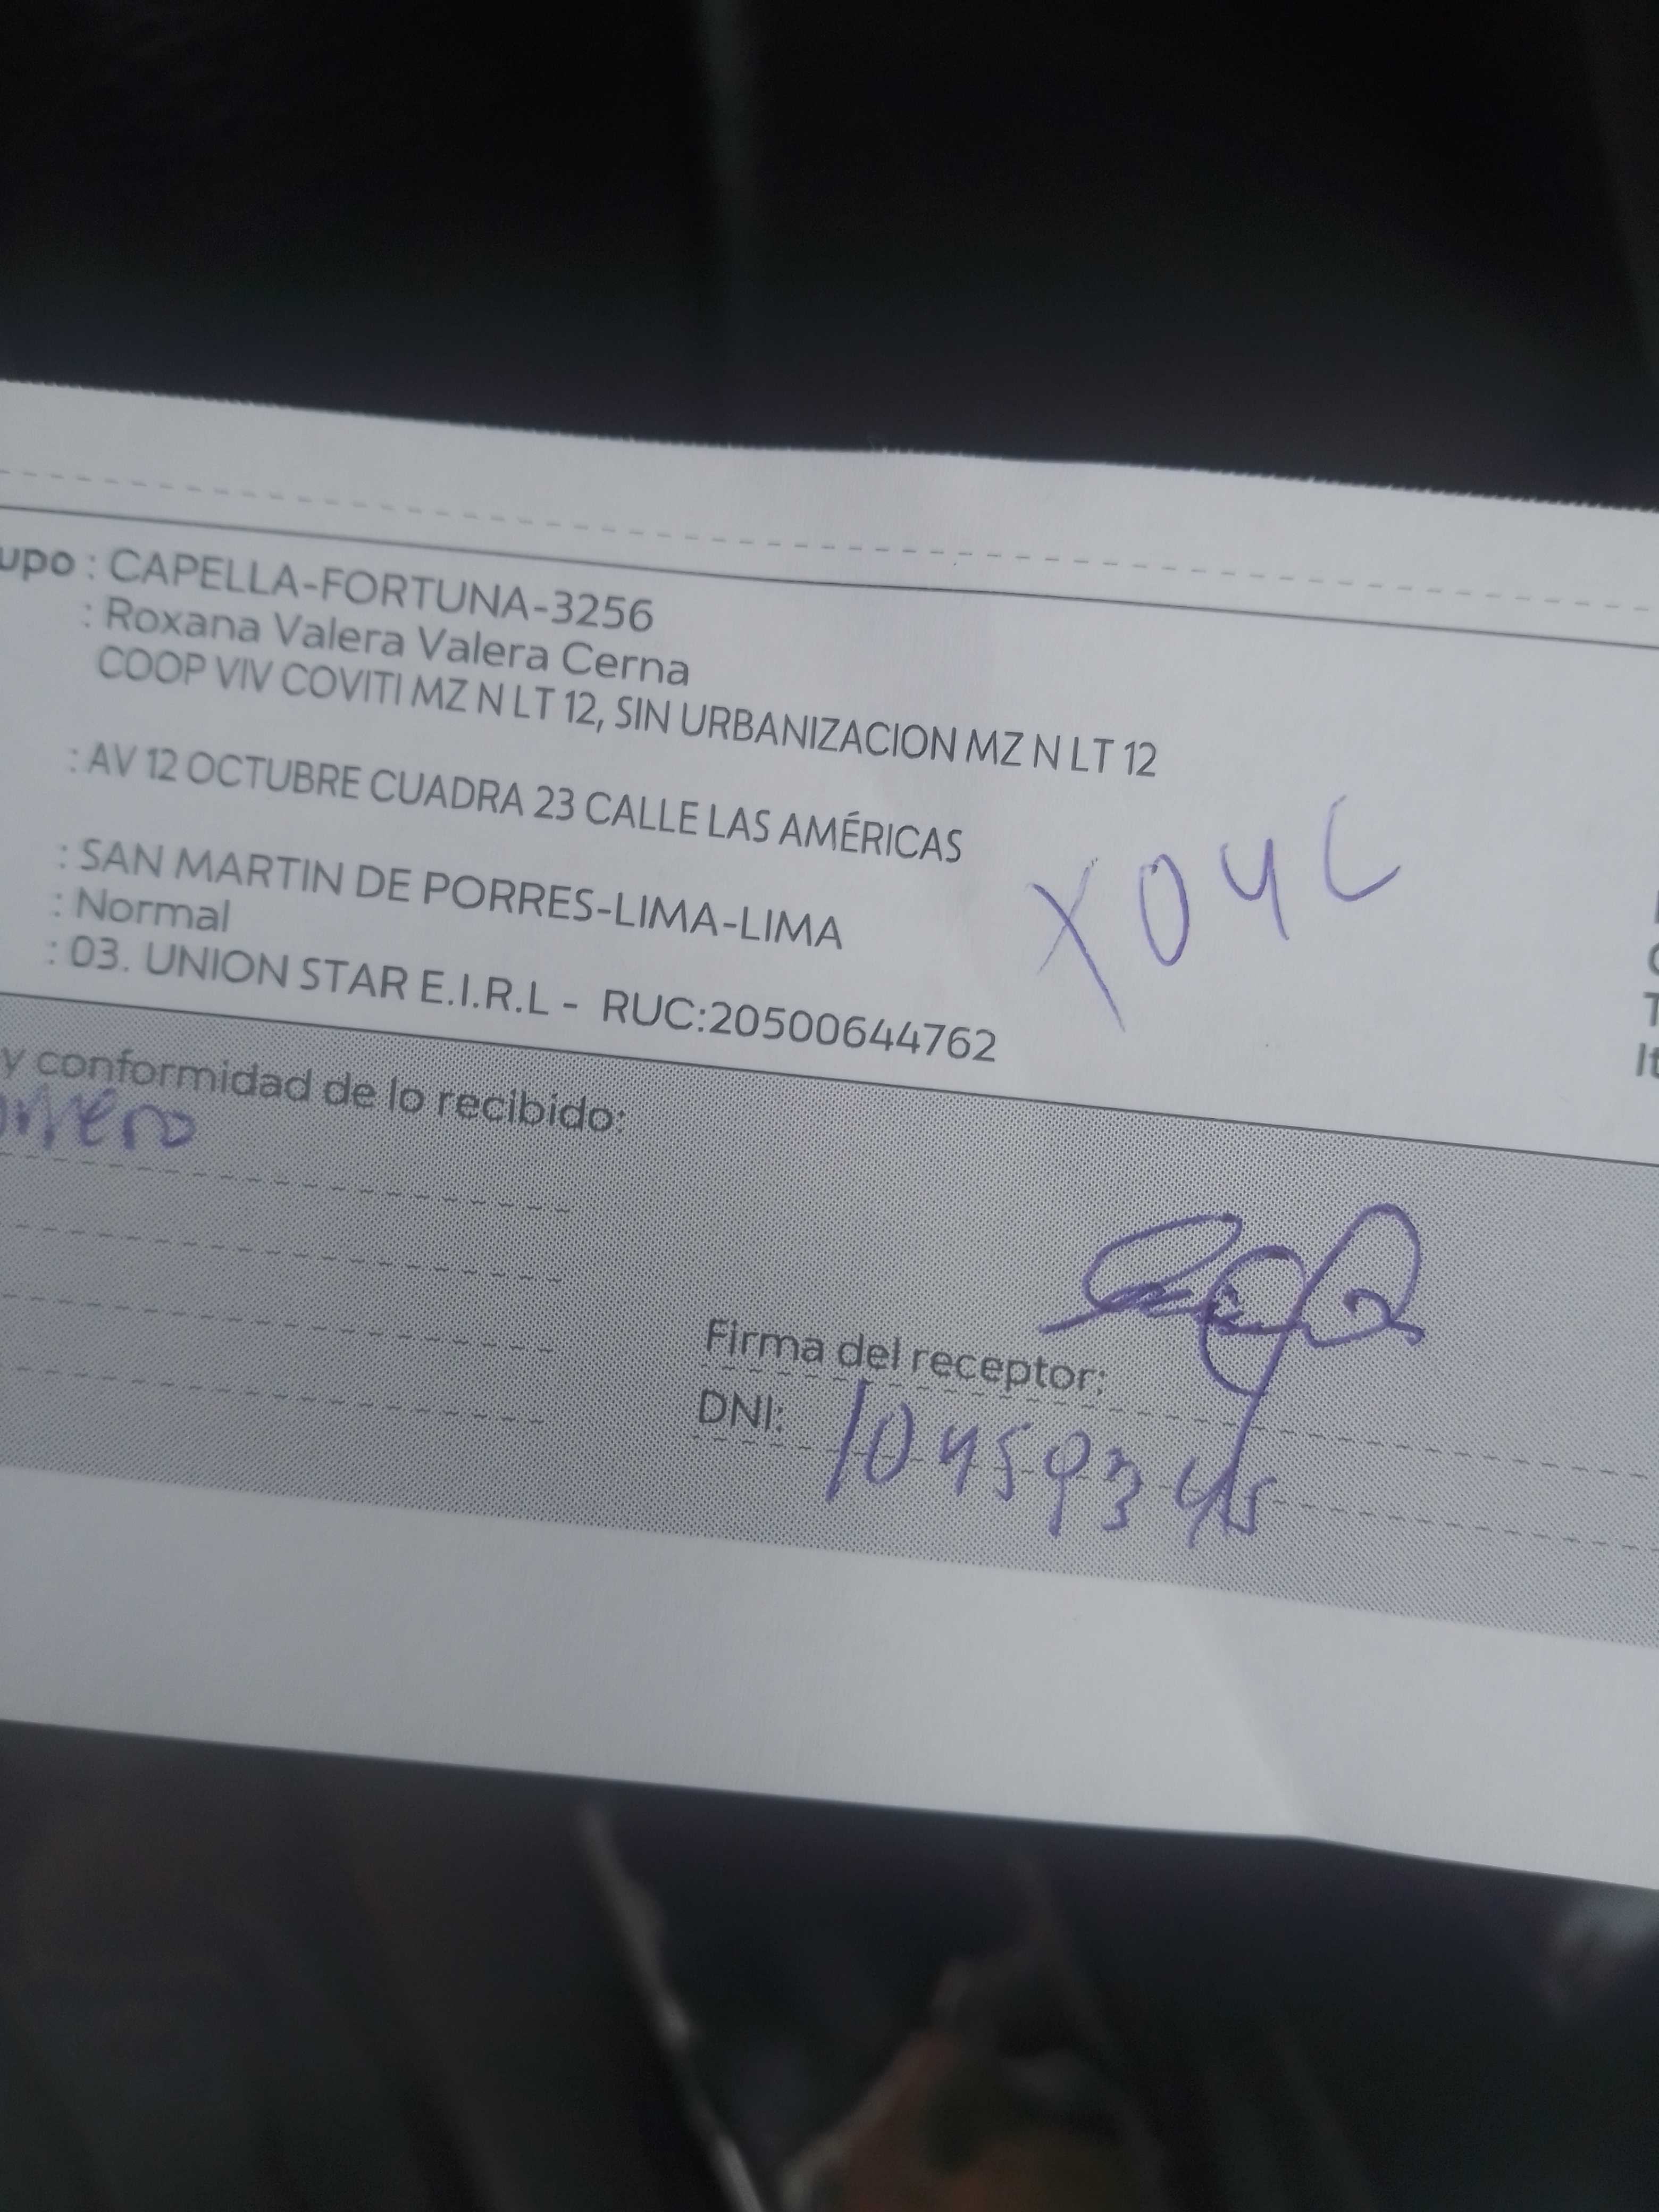 upo : CAPELLA-FORTUNA-3256
: Roxana Valera Valera Cerna
COOP VIV COVITI MZ N LT 12, SIN URBANIZACION MZ N LT 12
: AV 12 OCTUBRE CUADRA 23 CALLE LAS AMÉRICAS
: SAN MARTIN DE PORRES-LIMA-LIMA
: Normal
: 03. UNION STAR E.I.R.L - RUC:20500644762
X04C
y conformidad de lo recibido:
Firma del receptor:
DNI: 10459345